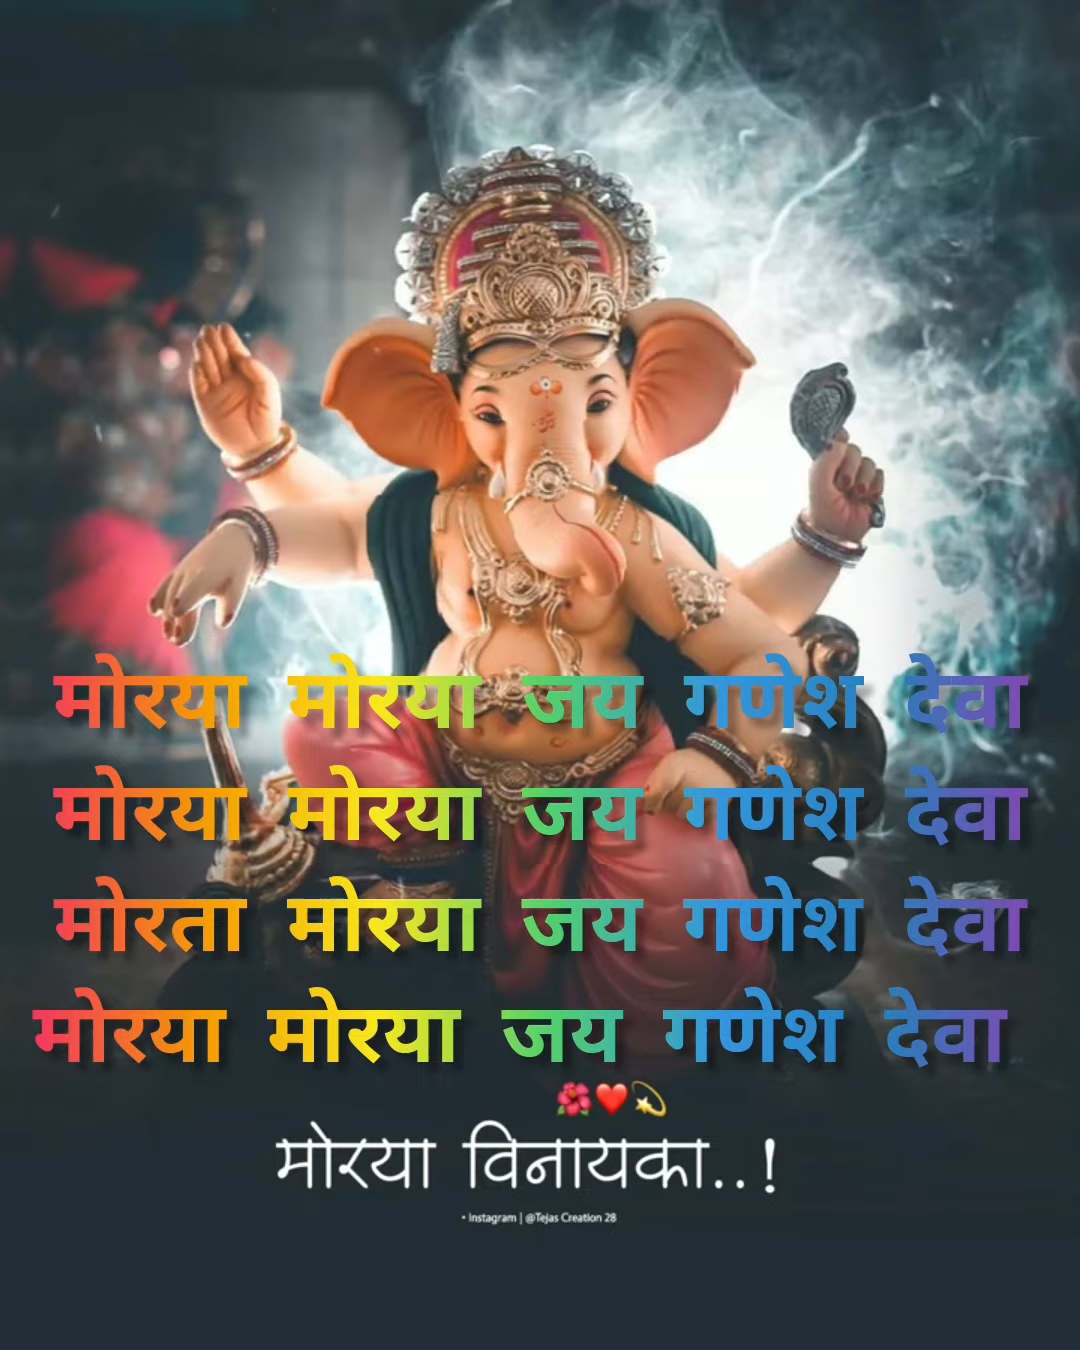 मोरया मोरया जय गणेश देवा
मोरया मोरया जय गणेश देवा
मोरता मोरया जय गणेश देवा
मोरया मोरया जय गणेश देवा
🌺❤️💫
मोरया विनायका..!
• Instagram | @Tejas Creation 28